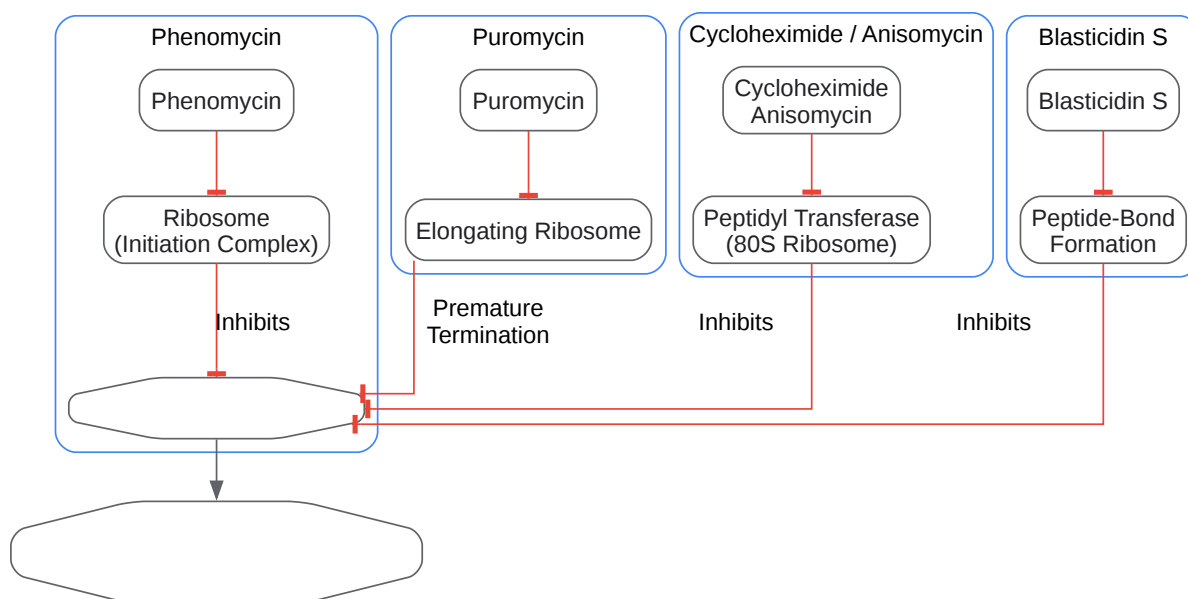 Phenomycin
Puromycin
Cycloheximide / Anisomycin
Blasticidin S
Phenomycin
Puromycin
Cycloheximide
Anisomycin
Blasticidin S
Ribosome
(Initiation Complex)
Elongating Ribosome
Peptidyl Transferase
(80S Ribosome)
Peptide-Bond
Formation
Inhibits
Premature
Termination
Inhibits
Inhibits